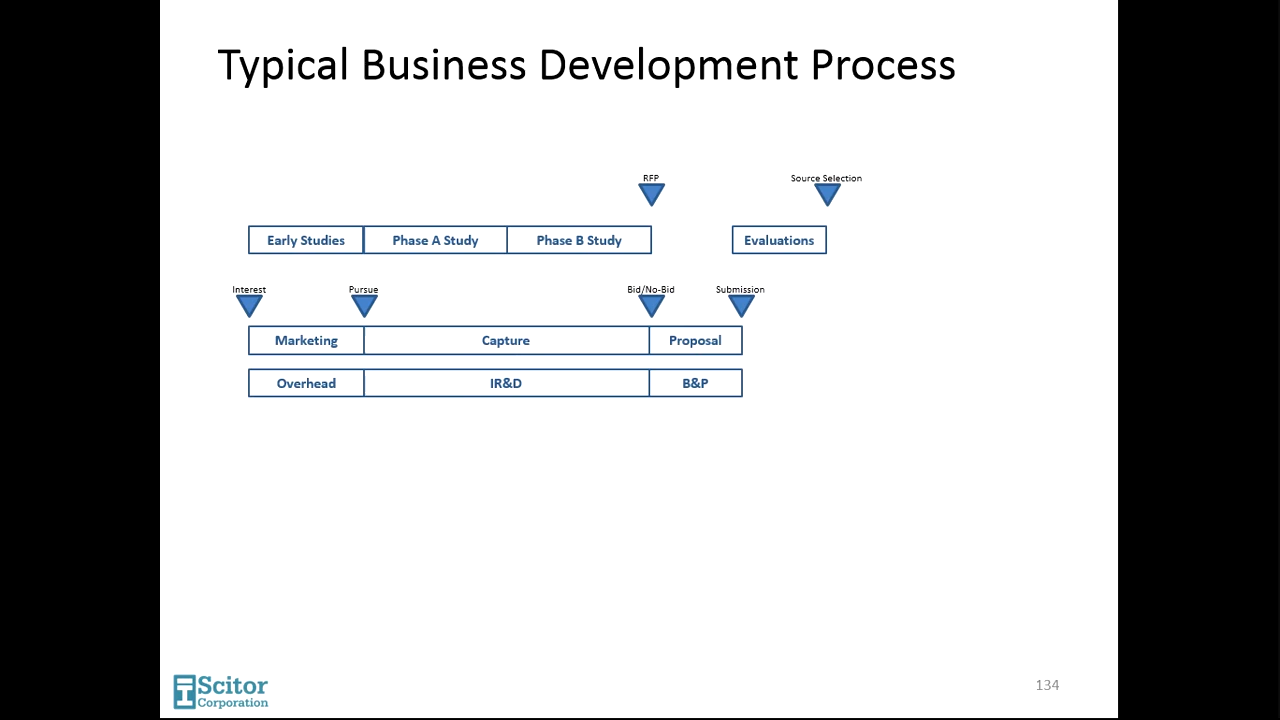 Typical Business Development Process
RFP
Source Selection
Early Studies
Phase A Study
Phase B Study
Evaluations
Interest
Pursue
Bid/No-Bid
Submission
Marketing
Capture
Proposal
Overhead
IR&D
B&P
Scitor
Corporation
134